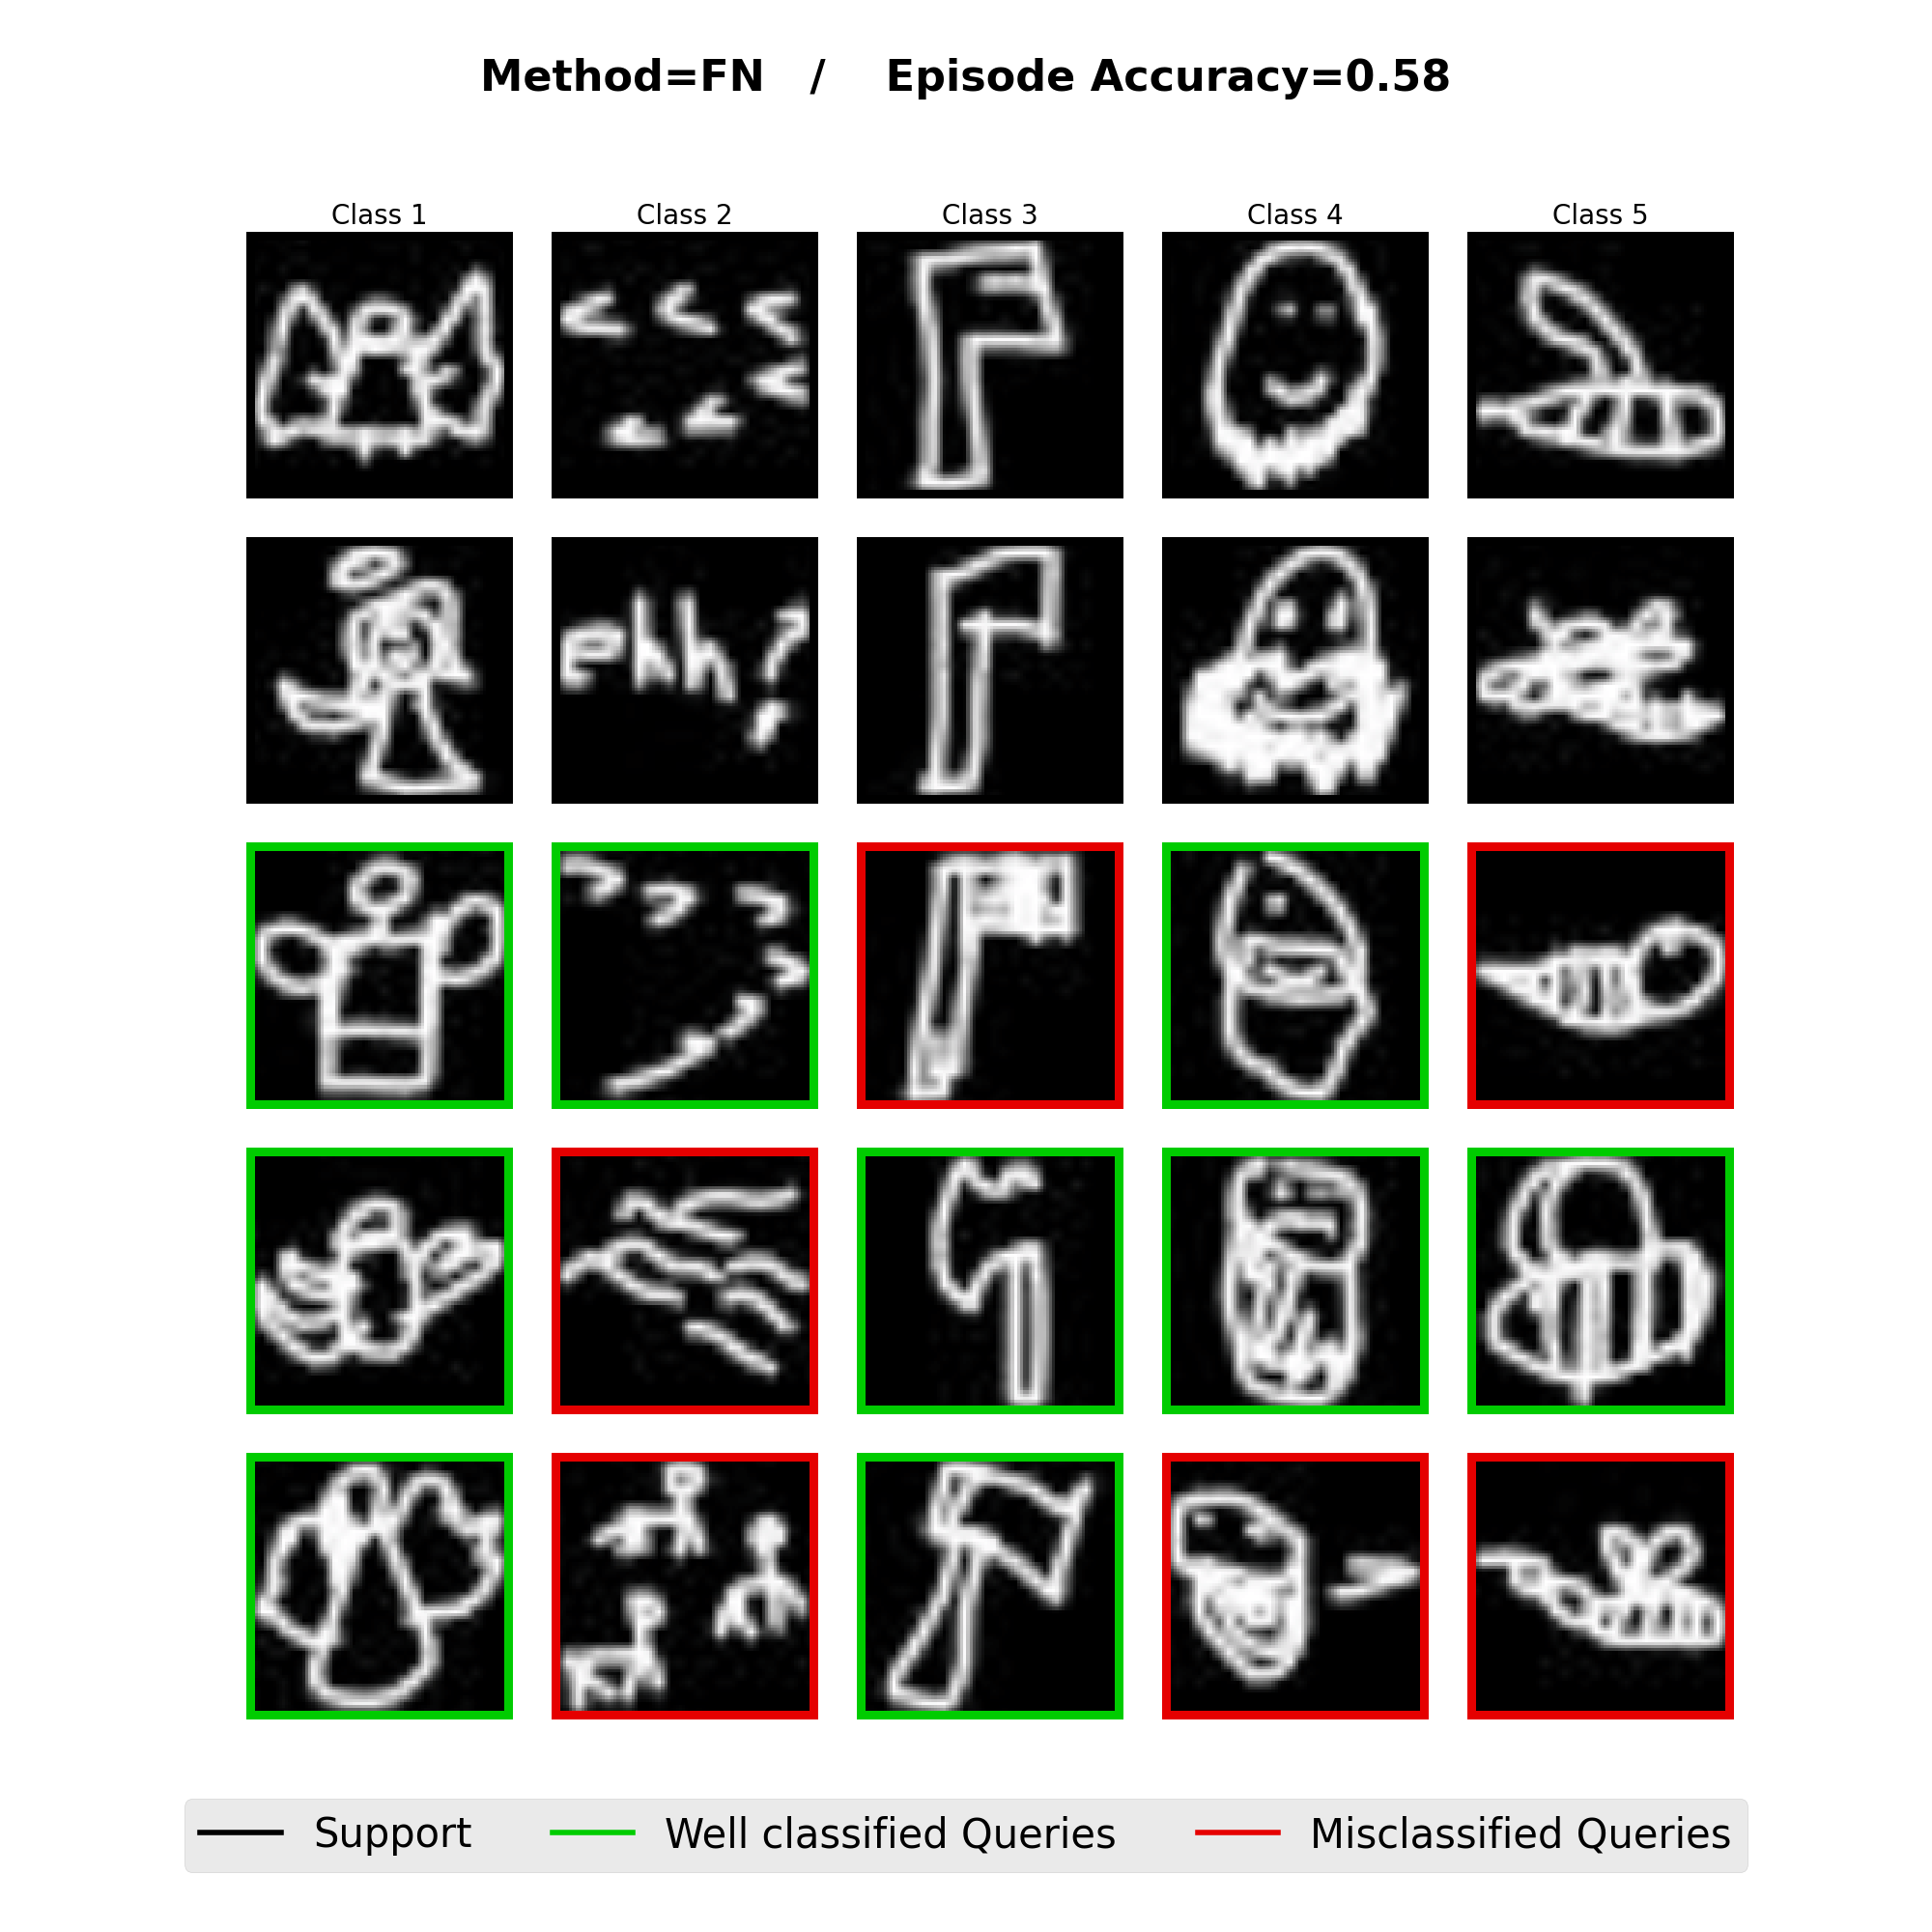 Method=FN / Episode Accuracy=0.58
Class 1 Class 2 Class 3 Class 4 Class 5
ehh?
Support Well classified Queries Misclassified Queries